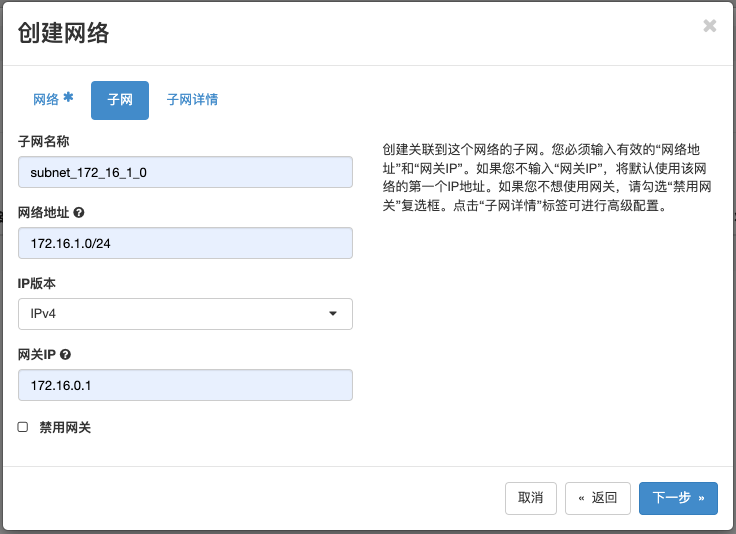 创建网络
×
网络 *
子网
子网详情
子网名称
subnet_172_16_1_0
网络地址 ?
172.16.1.0/24
IP版本
IPv4
网关IP ?
172.16.0.1
禁用网关
创建关联到这个网络的子网。您必须输入有效的“网络地
址”和“网关IP”。如果您不输入“网关IP”，将默认使用该网
络的第一个IP地址。如果您不想使用网关，请勾选“禁用网
关”复选框。点击“子网详情”标签可进行高级配置。
取消
« 返回
下一步 »